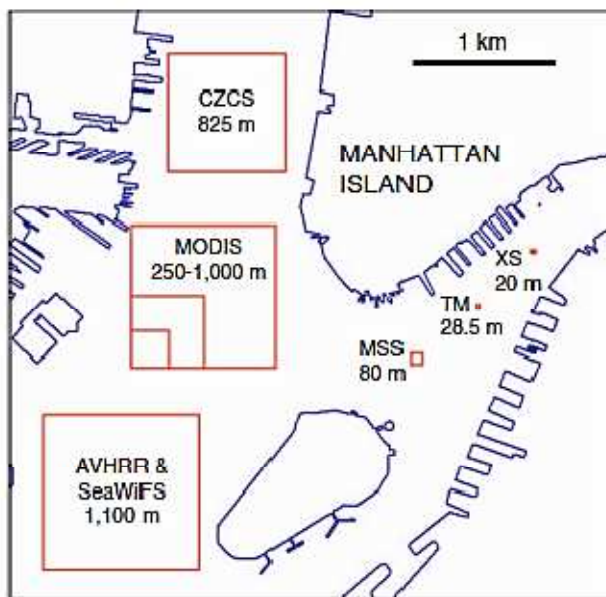 1 km
CZCS
825 m
MANHATTAN
ISLAND
MODIS
250-1,000 m
XS
20 m
TM
28.5 m
MSS
80 m
AVHRR &
SeaWiFS
1,100 m